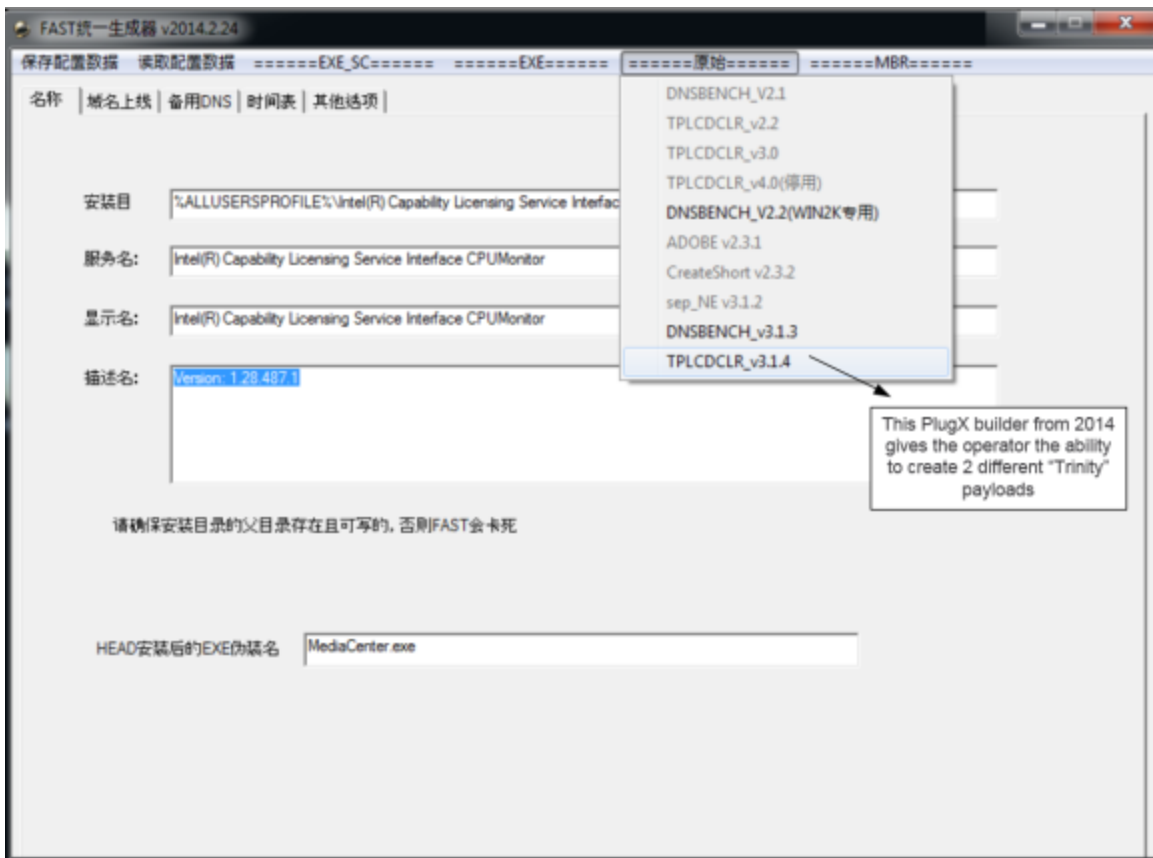 FAST统一生成器 v2014.2.24
保存配置数据 读取配置数据 ======EXE_SC====== ======EXE====== ======原始====== ======MBR======
名称 域名上线 备用DNS 时间表 其他选项
DNSBENCH_V2.1
TPLCDCLR_v2.2
TPLCDCLR_v3.0
TPLCDCLR_v4.0(停用)
DNSBENCH_V2.2(WIN2K专用)
ADOBE v2.3.1
CreateShort v2.3.2
sep_NE v3.1.2
DNSBENCH_v3.1.3
TPLCDCLR_v3.1.4
安装目 %ALLUSERSPROFILE%\Intel(R) Capability Licensing Service Interfac
服务名: Intel(R) Capability Licensing Service Interface CPUMonitor
显示名: Intel(R) Capability Licensing Service Interface CPUMonitor
描述名: Version: 1.28.487.1
This PlugX builder from 2014
gives the operator the ability
to create 2 different "Trinity"
payloads
请确保安装目录的父目录存在且可写的, 否则FAST会卡死
HEAD安装后的EXE伪装名 MediaCenter.exe